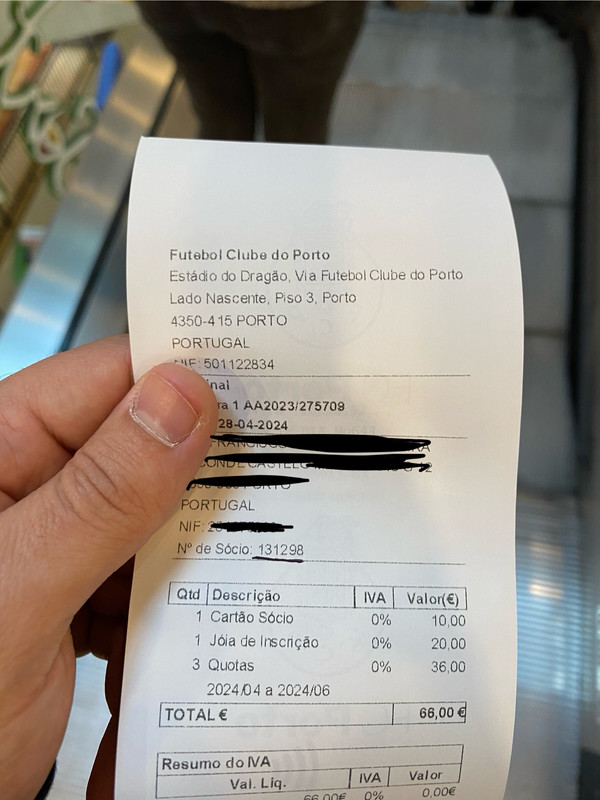 Futebol Clube do Porto
Estádio do Dragão, Via Futebol Clube do Porto
Lado Nascente, Piso 3, Porto
4350-415 PORTO
PORTUGAL
NIF: 501122834
1 AA2023/275709
28-04-2024
PORTUGAL
NIF:
Nº de Sócio: 131298
Qtd Descrição IVA Valor(€)
1 Cartão Sócio 0% 10,00
1 Jóia de Inscrição 0% 20,00
3 Quotas 0% 36,00
2024/04 a 2024/06
TOTAL € 66,00 €
Resumo do IVA
Val. Liq. IVA Valor
66,00€ 0% 0,00€